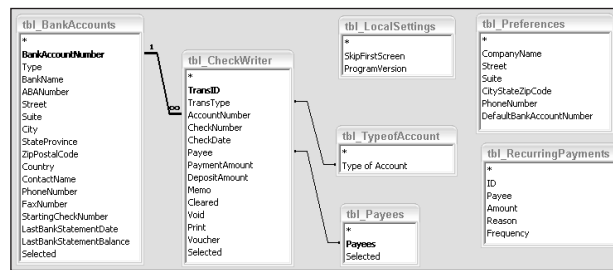 tbl_BankAccounts
*
BankAccountNumber
Type
BankName
ABANumber
Street
Suite
City
StateProvince
ZipPostalCode
Country
ContactName
PhoneNumber
FaxNumber
StartingCheckNumber
LastBankStatementDate
LastBankStatementBalance
Selected
1
∞
tbl_CheckWriter
*
TransID
TransType
AccountNumber
CheckNumber
CheckDate
Payee
PaymentAmount
DepositAmount
Memo
Cleared
Void
Print
Voucher
Selected
tbl_LocalSettings
*
SkipFirstScreen
ProgramVersion
tbl_TypeofAccount
*
Type of Account
tbl_Payees
*
Payees
Selected
tbl_Preferences
*
CompanyName
Street
Suite
CityStateZipCode
PhoneNumber
DefaultBankAccountNumber
tbl_RecurringPayments
*
ID
Payee
Amount
Reason
Frequency